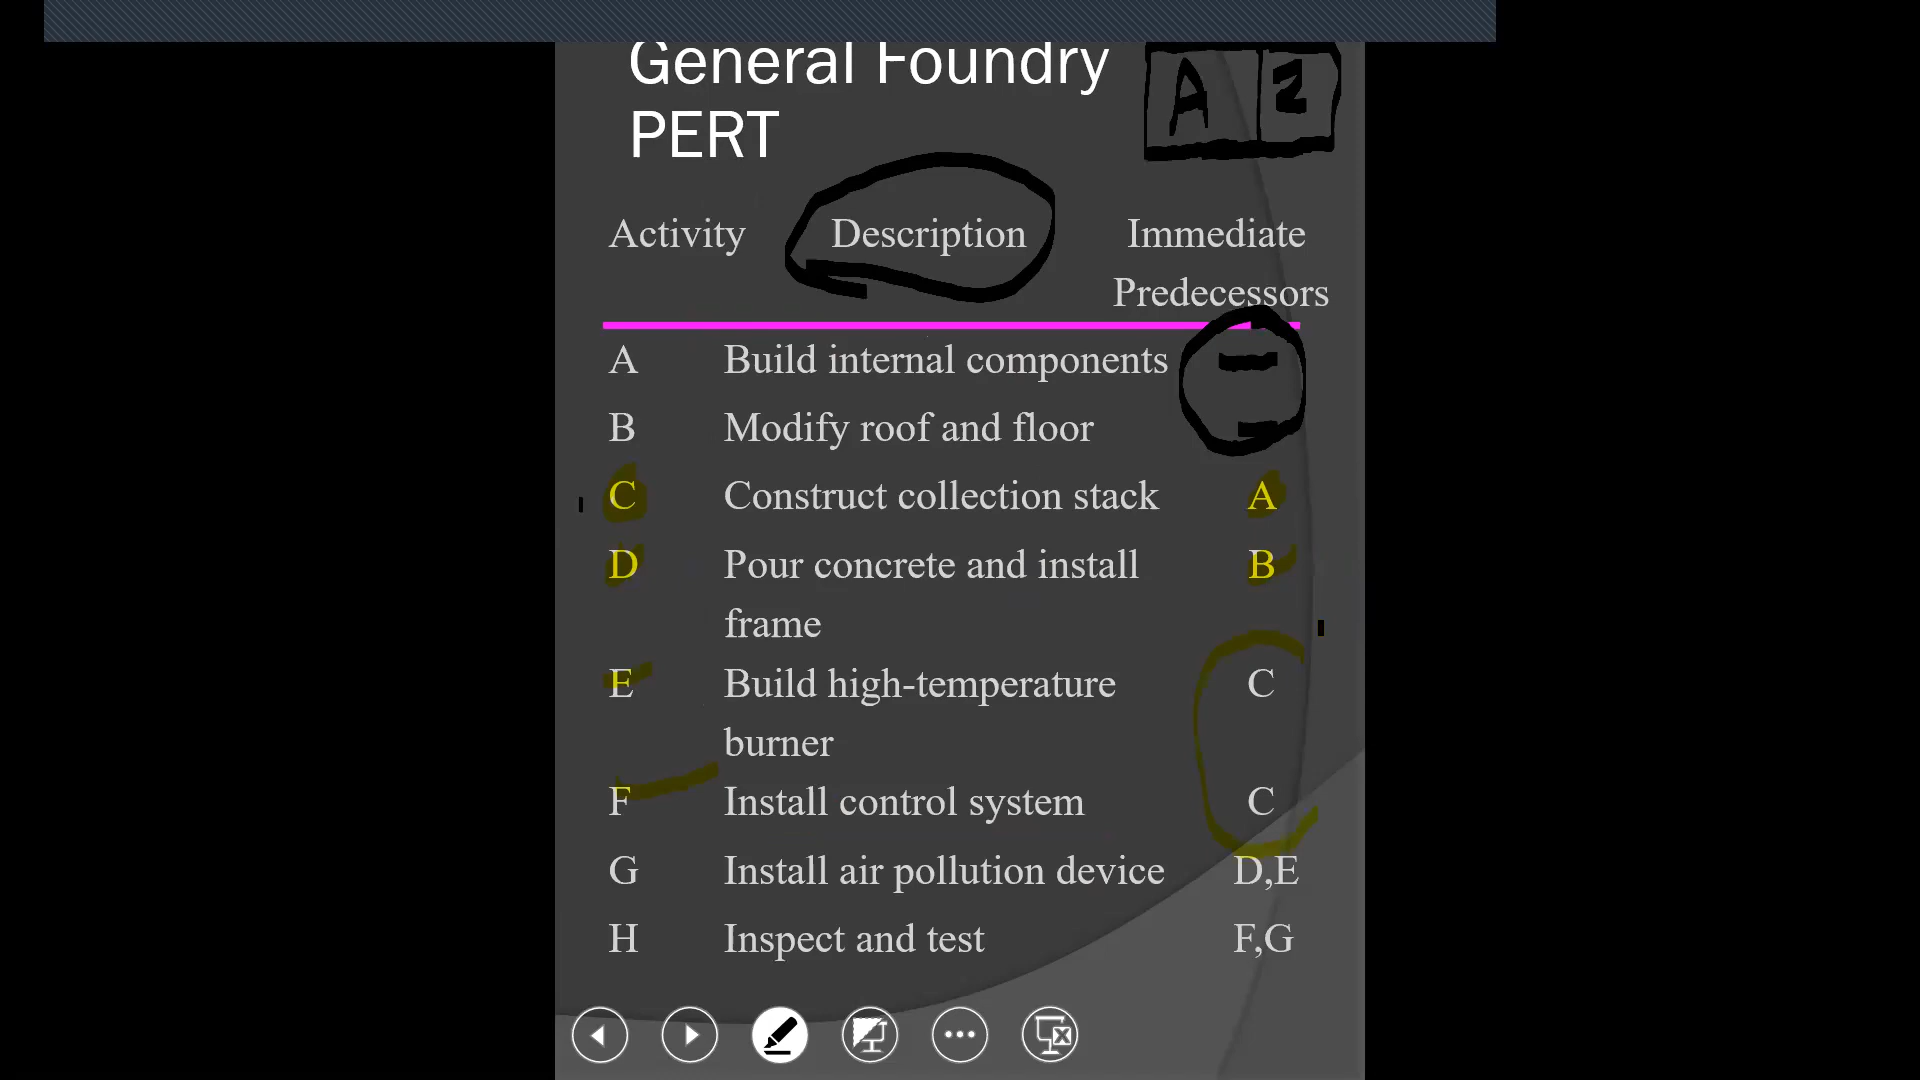 General Foundry
PERT
A 2
Activity Description Immediate
Predecessors
A Build internal components –
B Modify roof and floor –
C Construct collection stack A
D Pour concrete and install B
frame
E Build high-temperature C
burner
F Install control system C
G Install air pollution device D,E
H Inspect and test F,G